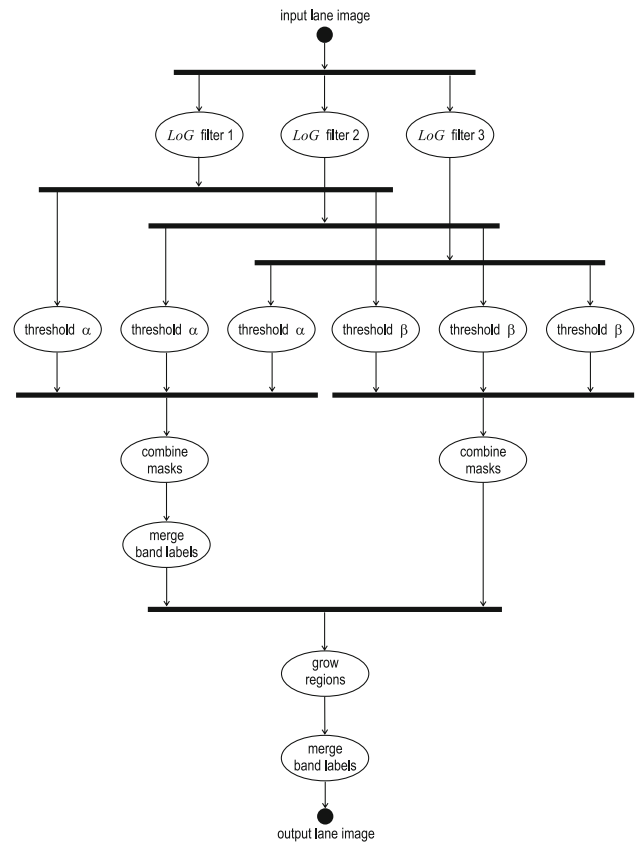 input lane image
LoG filter 1
LoG filter 2
LoG filter 3
threshold α
threshold α
threshold α
threshold β
threshold β
threshold β
combine
masks
combine
masks
merge
band labels
grow
regions
merge
band labels
output lane image